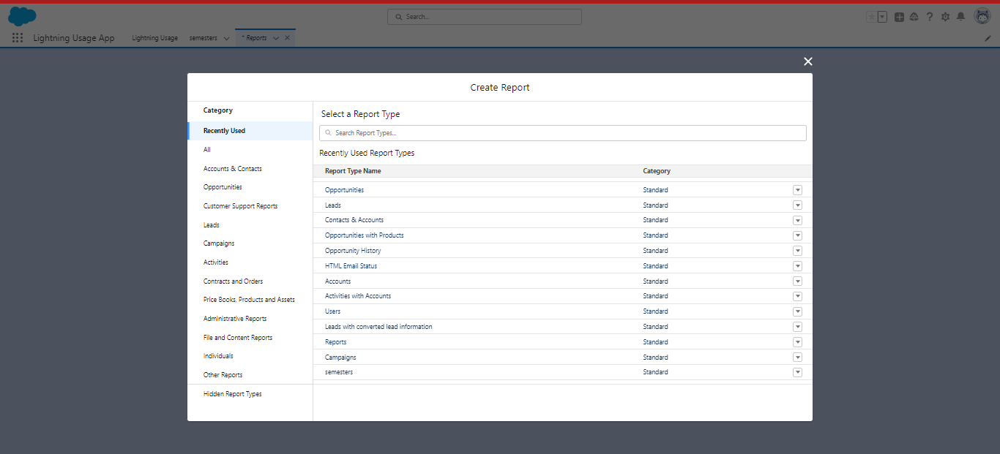 Search...
Lightning Usage App
Lightning Usage
semesters
* Reports
Create Report
Category
Recently Used
All
Accounts & Contacts
Opportunities
Customer Support Reports
Leads
Campaigns
Activities
Contracts and Orders
Price Books, Products and Assets
Administrative Reports
File and Content Reports
Individuals
Other Reports
Hidden Report Types
Select a Report Type
Search Report Types...
Recently Used Report Types
Report Type Name Category
Opportunities Standard
Leads Standard
Contacts & Accounts Standard
Opportunities with Products Standard
Opportunity History Standard
HTML Email Status Standard
Accounts Standard
Activities with Accounts Standard
Users Standard
Leads with converted lead information Standard
Reports Standard
Campaigns Standard
semesters Standard